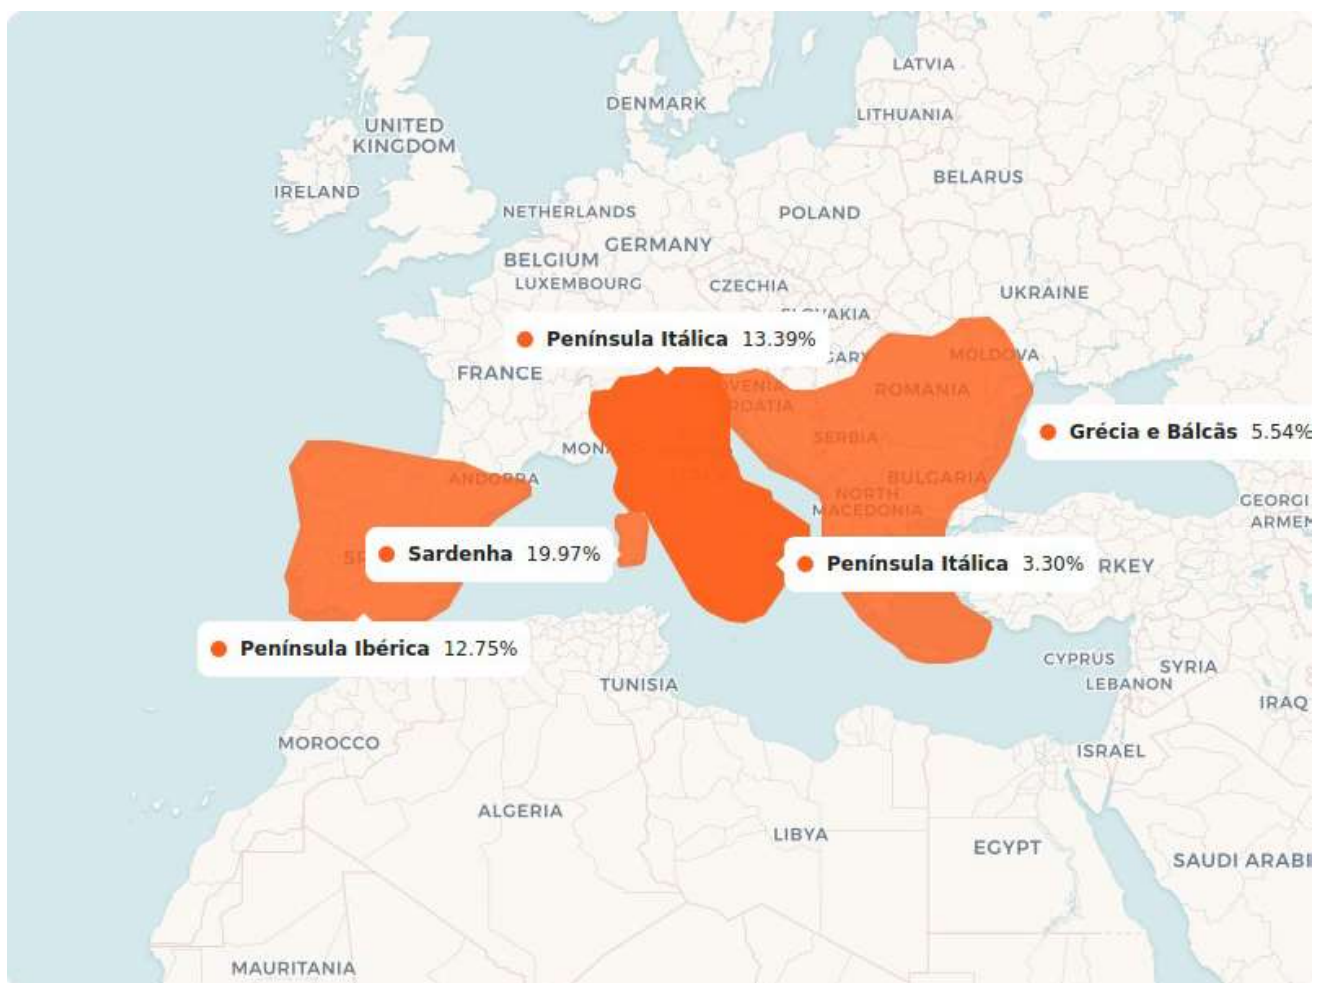 LATVIA
DENMARK
LITHUANIA
UNITED
KINGDOM
BELARUS
IRELAND
NETHERLANDS
POLAND
GERMANY
BELGIUM
LUXEMBOURG
CZECHIA
UKRAINE
Península Itálica 13.39%
MOLDOVA
FRANCE
ROMANIA
Grécia e Bálcãs 5.54%
SERBIA
ANDORRA
BULGARIA
NORTH
MACEDONIA
Sardenha 19.97%
Península Itálica 3.30%
RKEY
Península Ibérica 12.75%
CYPRUS
SYRIA
LEBANON
TUNISIA
IRAQ
MOROCCO
ISRAEL
ALGERIA
LIBYA
EGYPT
SAUDI ARABI
MAURITANIA